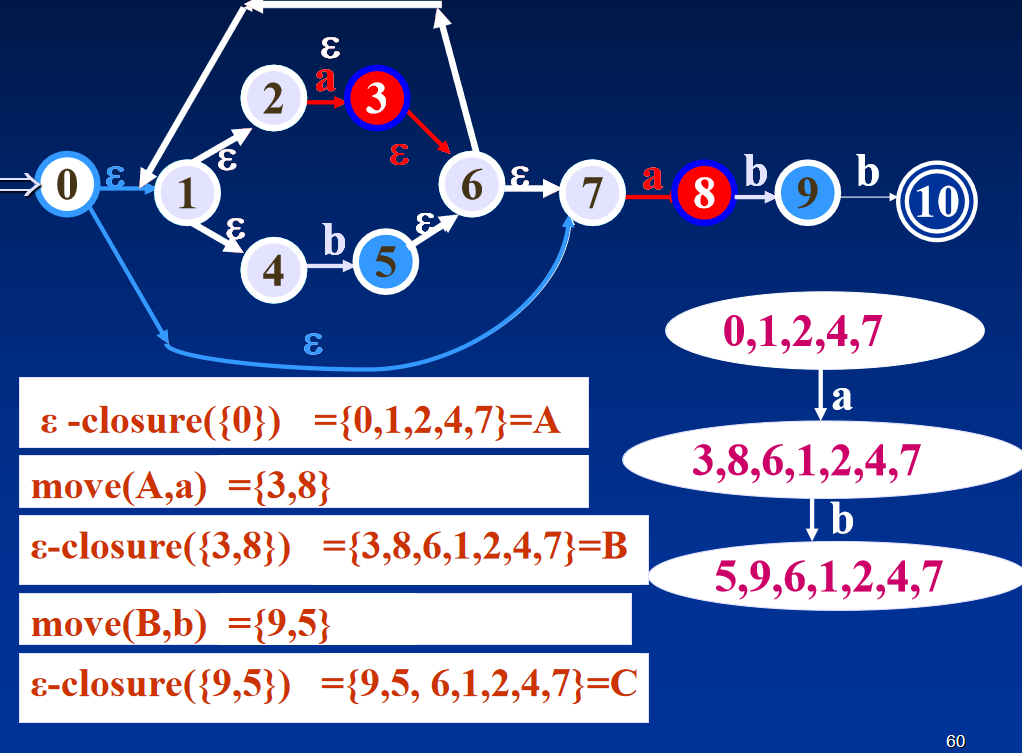 ε
2 a 3
ε
ε
0 ε 1 6 ε 7 a 8 b 9 b 10
ε ε
4 b 5
ε
0,1,2,4,7
a
3,8,6,1,2,4,7
b
5,9,6,1,2,4,7
ε -closure({0}) ={0,1,2,4,7}=A
move(A,a) ={3,8}
ε-closure({3,8}) ={3,8,6,1,2,4,7}=B
move(B,b) ={9,5}
ε-closure({9,5}) ={9,5, 6,1,2,4,7}=C
60